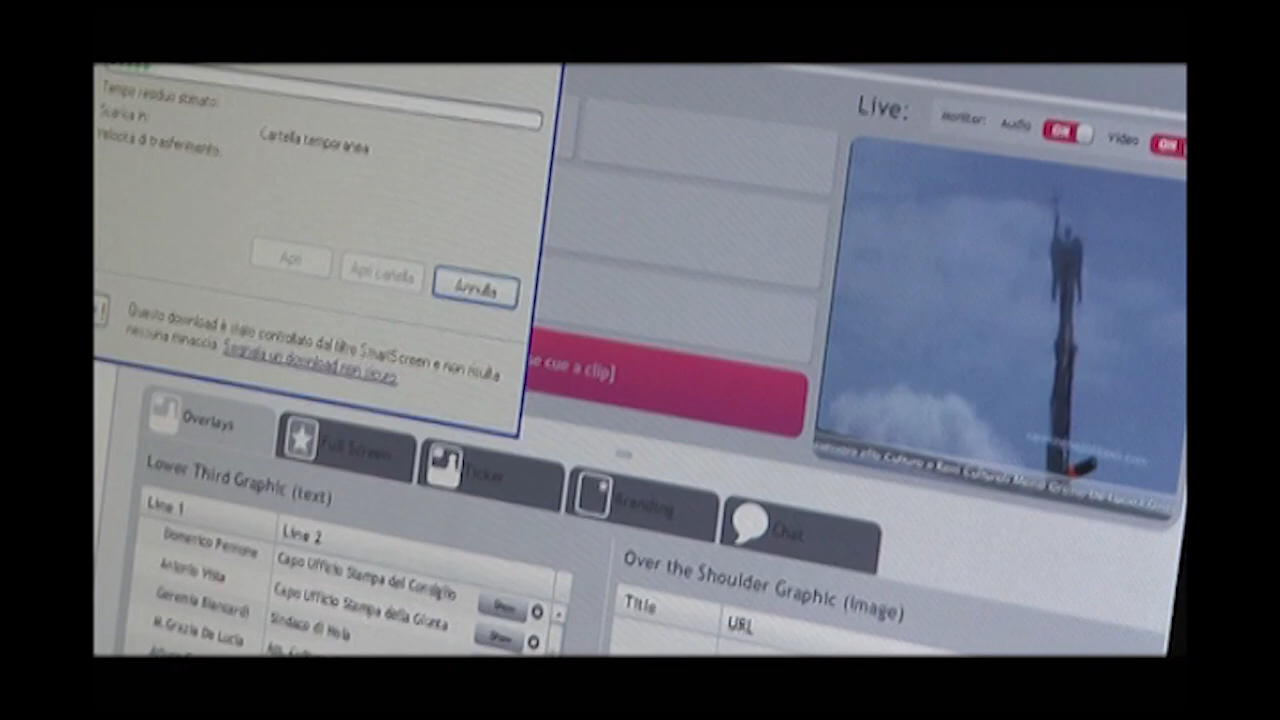 Tempo residuo stimato:
Scarica in:
Cartella temporanea
Velocità di trasferimento:
Apri
Apri cartella
Annulla
Questo download è stato controllato dal filtro SmartScreen e non risulta
nessuna minaccia. Segnala un download non sicuro.
Live:
Monitor:
Audio
ON
Video
ON
cue a clip]
Overlays
Full Screen
Ticker
Branding
Chat
Lower Third Graphic (text)
Line 1
Line 2
Domenico Perrone
Capo Ufficio Stampa del Consiglio
Antonio Vista
Capo Ufficio Stampa della Giunta
Show
Geremia Biancardi
Sindaco di Nola
Show
M. Grazia De Lucia
Over the Shoulder Graphic (image)
Title
URL